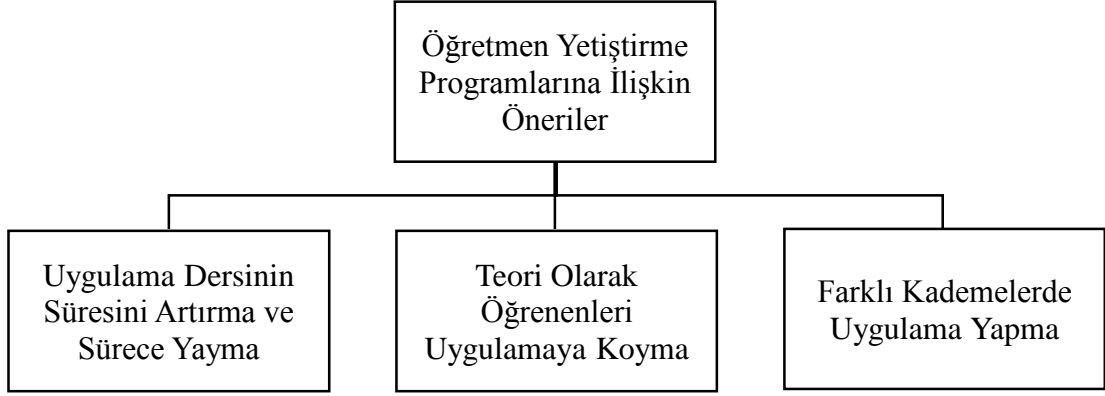 Öğretmen Yetiştirme
Programlarına İlişkin
Öneriler
Uygulama Dersinin
Süresini Artırma ve
Sürece Yayma
Teori Olarak
Öğrenenleri
Uygulamaya Koyma
Farklı Kademelerde
Uygulama Yapma